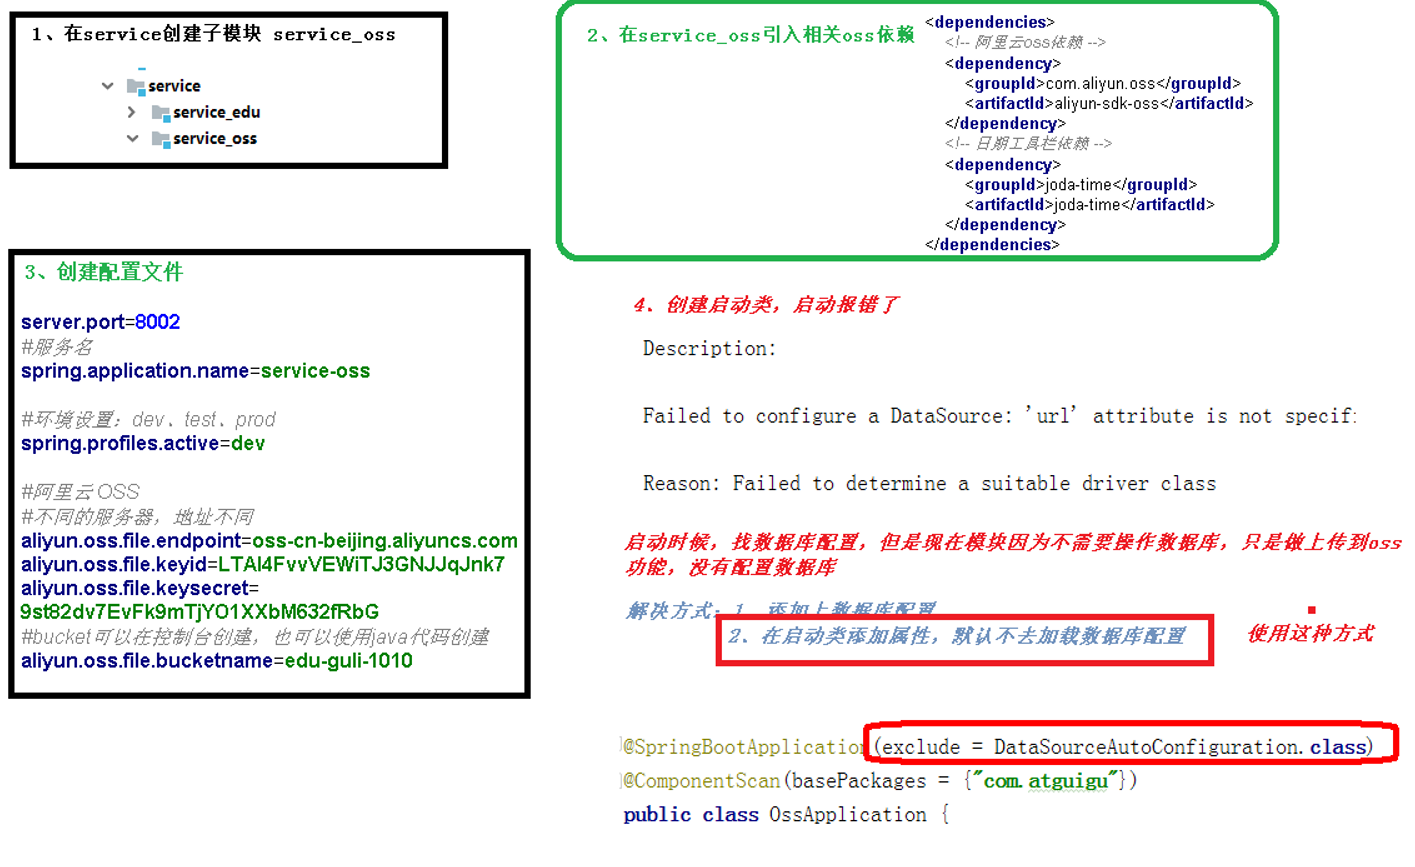 1、在service创建子模块 service_oss
service
service_edu
service_oss
2、在service_oss引入相关oss依赖
<dependencies>
<!-- 阿里云oss依赖 -->
<dependency>
<groupId>com.aliyun.oss</groupId>
<artifactId>aliyun-sdk-oss</artifactId>
</dependency>
<!-- 日期工具栏依赖 -->
<dependency>
<groupId>joda-time</groupId>
<artifactId>joda-time</artifactId>
</dependency>
</dependencies>
3、创建配置文件
server.port=8002
#服务名
spring.application.name=service-oss
#环境设置：dev、test、prod
spring.profiles.active=dev
#阿里云 OSS
#不同的服务器，地址不同
aliyun.oss.file.endpoint=oss-cn-beijing.aliyuncs.com
aliyun.oss.file.keyid=LTAI4FvvVEWiTJ3GNJJqJnk7
aliyun.oss.file.keysecret=
9st82dv7EvFk9mTjYO1XXbM632fRbG
#bucket可以在控制台创建，也可以使用java代码创建
aliyun.oss.file.bucketname=edu-guli-1010
4、创建启动类，启动报错了
Description:
Failed to configure a DataSource: 'url' attribute is not specifi
Reason: Failed to determine a suitable driver class
启动时候，找数据库配置，但是现在模块因为不需要操作数据库，只是做上传到oss
功能，没有配置数据库
解决方式：1、添加上数据库配置
2、在启动类添加属性，默认不去加载数据库配置
使用这种方式
@SpringBootApplication(exclude = DataSourceAutoConfiguration.class)
@ComponentScan(basePackages = {"com.atguigu"})
public class OssApplication {